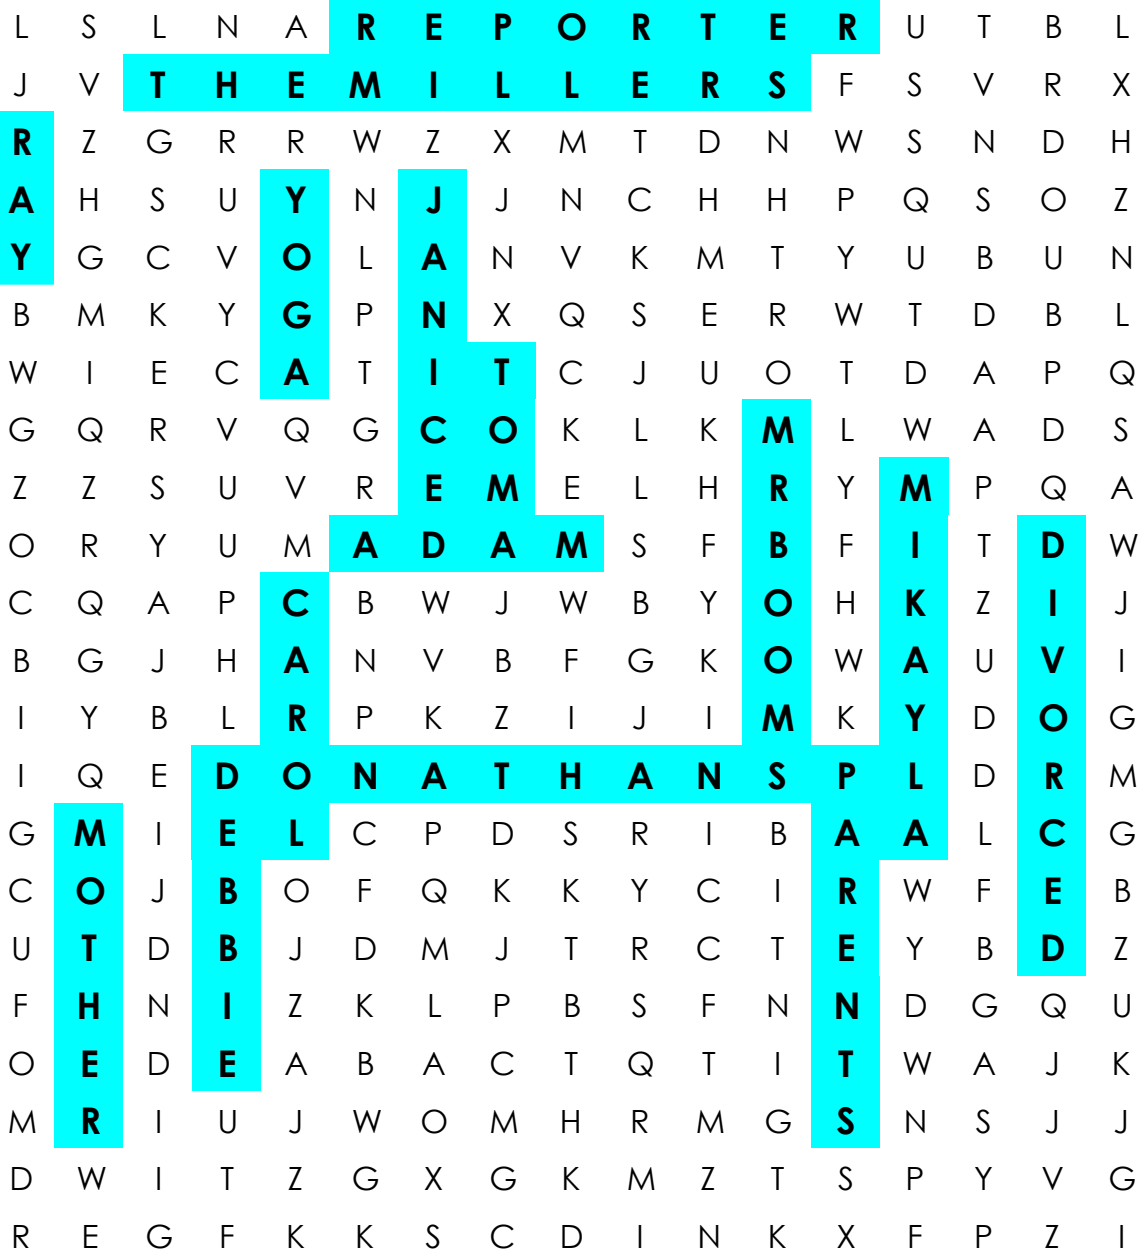 L S L N A R E P O R T E R U T B L
J V T H E M I L L E R S F S V R X
R Z G R R W Z X M T D N W S N D H
A H S U Y N J J N C H H P Q S O Z
Y G C V O L A N V K M T Y U B U N
B M K Y G P N X Q S E R W T D B L
W I E C A T I T C J U O T D A P Q
G Q R V Q G C O K L K M L W A D S
Z Z S U V R E M E L H R Y M P Q A
O R Y U M A D A M S F B F I T D W
C Q A P C B W J W B Y O H K Z I J
B G J H A N V B F G K O W A U V I
I Y B L R P K Z I J I M K Y D O G
I Q E D O N A T H A N S P L D R M
G M I E L C P D S R I B A A L C G
C O J B O F Q K K Y C I R W F E B
U T D B J D M J T R C T E Y B D Z
F H N I Z K L P B S F N N D G Q U
O E D E A B A C T Q T I T W A J K
M R I U J W O M H R M G S N S J J
D W I T Z G X G K M Z T S P Y V G
R E G F K K S C D I N K X F P Z I